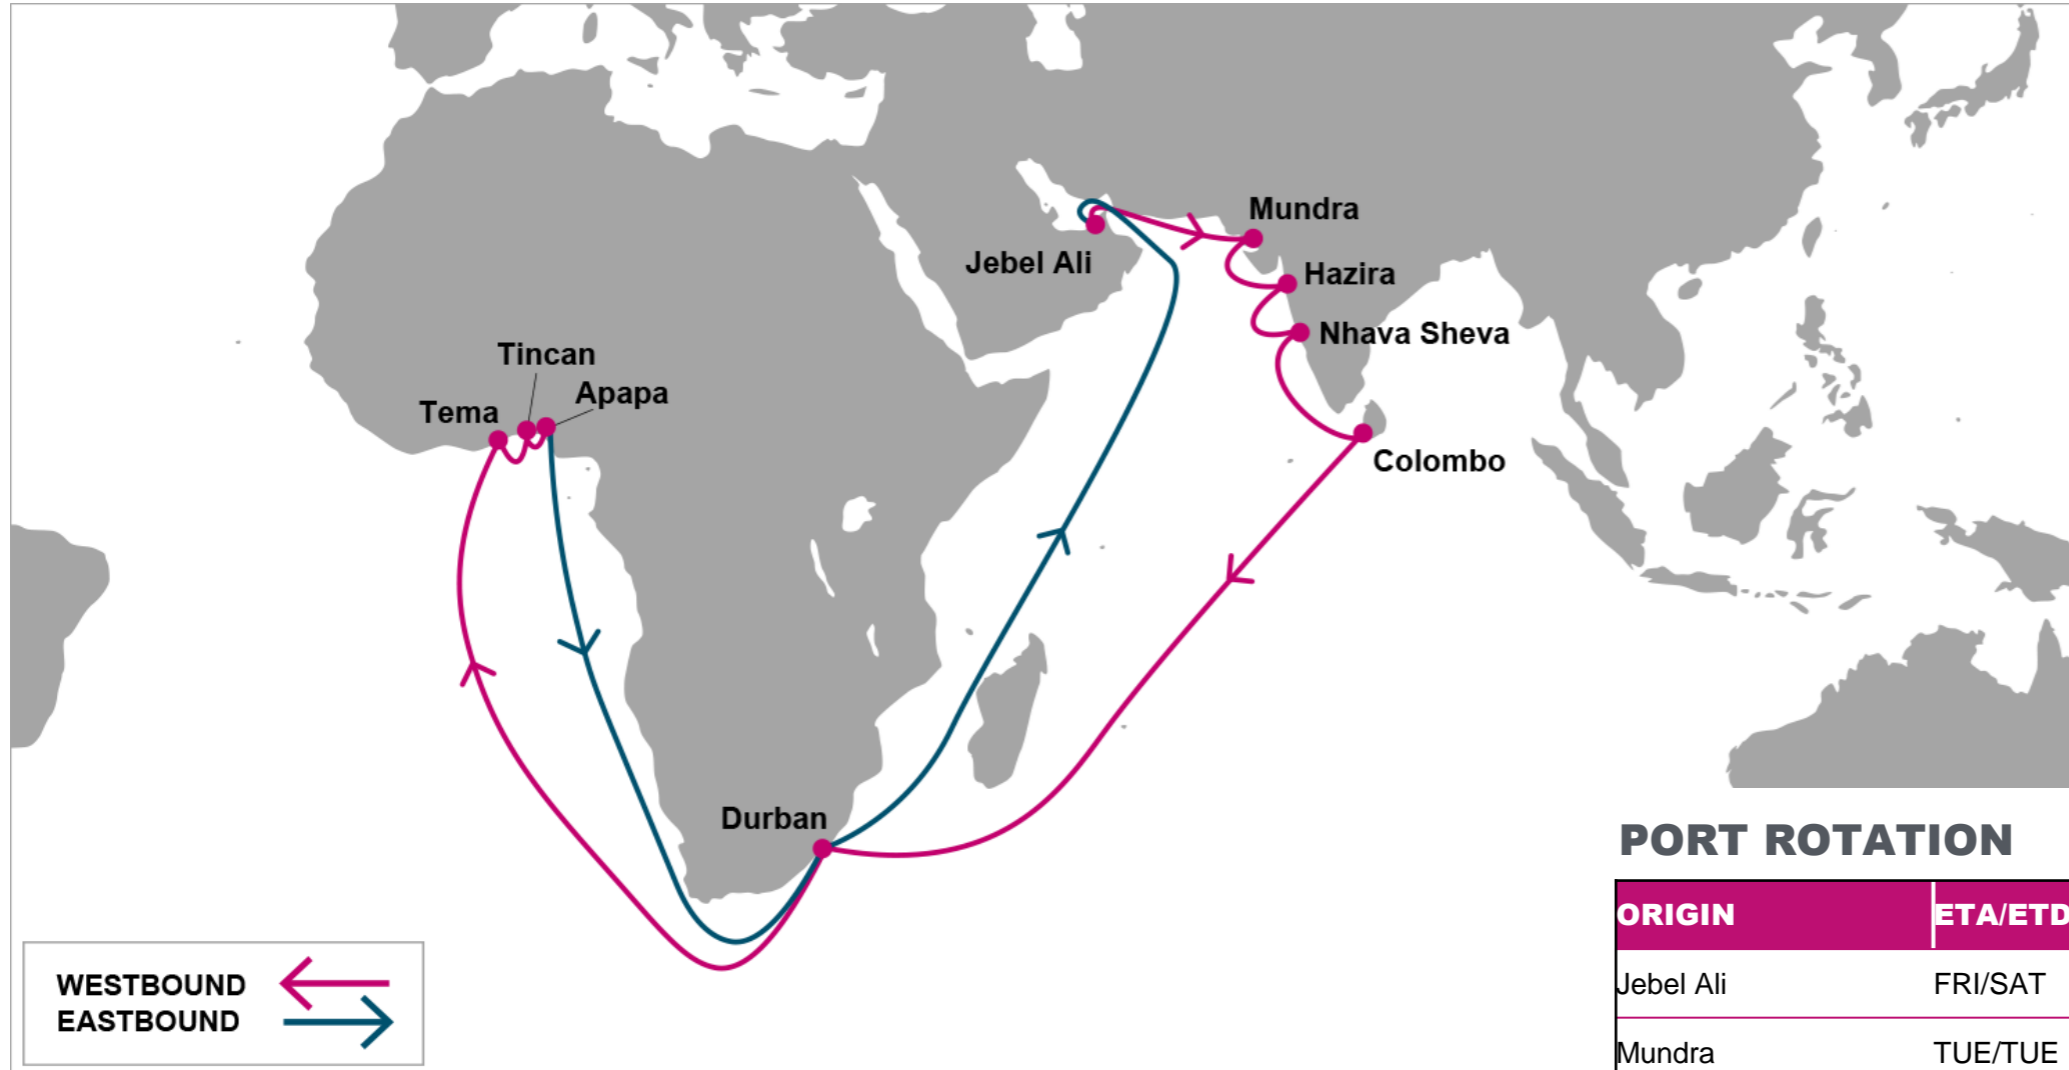 Mundra
Jebel Ali
Hazira
Nhava Sheva
Tincan
Apapa
Tema
Colombo
Durban
PORT ROTATION
ORIGIN ETA/ETD
Jebel Ali FRI/SAT
Mundra TUE/TUE
WESTBOUND
EASTBOUND